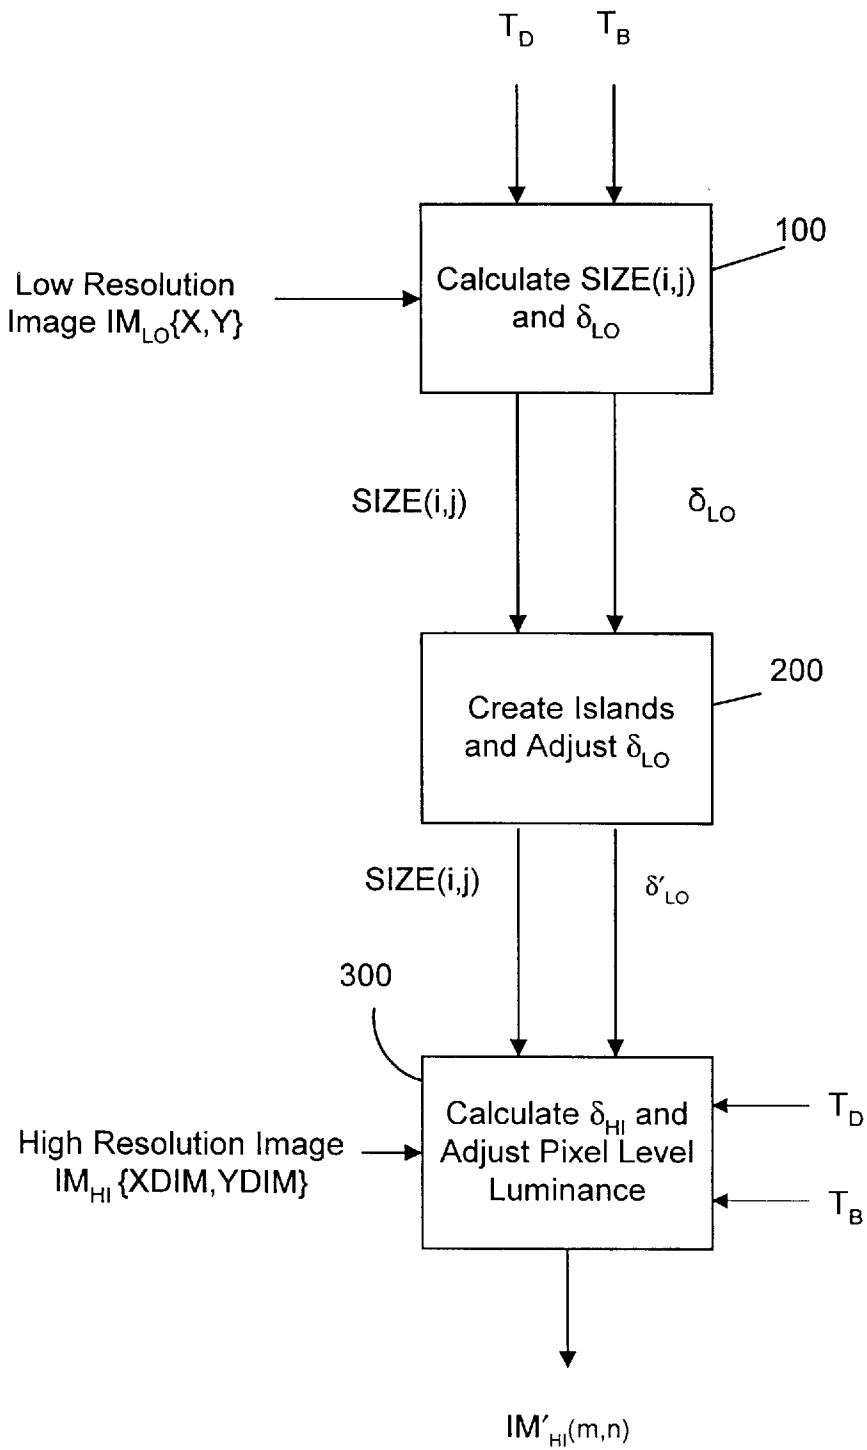 T_D T_B
100
Calculate SIZE(i,j)
and δ_LO
Low Resolution
Image IM_LO{X,Y}
SIZE(i,j) δ_LO
200
Create Islands
and Adjust δ_LO
SIZE(i,j) δ′_LO
300
Calculate δ_HI and
Adjust Pixel Level
Luminance
T_D
High Resolution Image
IM_HI {XDIM,YDIM}
T_B
IM′_HI(m,n)